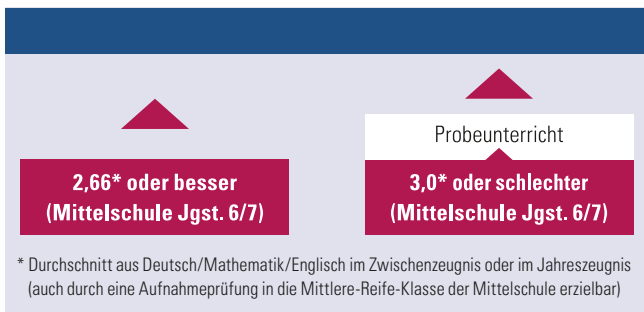 Probeunterricht
2,66* oder besser
(Mittelschule Jgst. 6/7)
3,0* oder schlechter
(Mittelschule Jgst. 6/7)
* Durchschnitt aus Deutsch/Mathematik/Englisch im Zwischenzeugnis oder im Jahreszeugnis
(auch durch eine Aufnahmeprüfung in die Mittlere-Reife-Klasse der Mittelschule erzielbar)